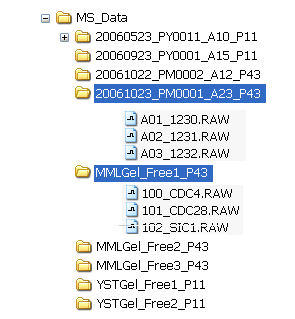 MS_Data
20060523_PY0011_A10_P11
20060923_PY0001_A15_P11
20061022_PM0002_A12_P43
20061023_PM0001_A23_P43
A01_1230.RAW
A02_1231.RAW
A03_1232.RAW
MMLGel_Free1_P43
100_CDC4.RAW
101_CDC28.RAW
102_SIC1.RAW
MMLGel_Free2_P43
MMLGel_Free3_P43
YSTGel_Free1_P11
YSTGel_Free2_P11